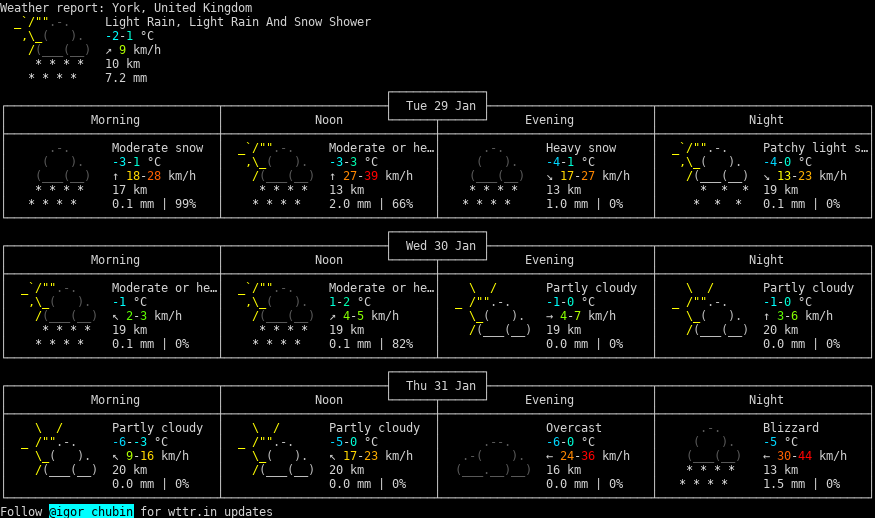 Weather report: York, United Kingdom
Light Rain, Light Rain And Snow Shower
-2-1 °C
↗ 9 km/h
10 km
7.2 mm
Tue 29 Jan
Morning Noon Evening Night
Moderate snow Moderate or he… Heavy snow Patchy light s…
-3-1 °C -3-3 °C -4-1 °C -4-0 °C
↑ 18-28 km/h ↑ 27-39 km/h ↘ 17-27 km/h ↘ 13-23 km/h
17 km 13 km 13 km 19 km
0.1 mm | 99% 2.0 mm | 66% 1.0 mm | 0% 0.1 mm | 0%
Wed 30 Jan
Morning Noon Evening Night
Moderate or he… Moderate or he… Partly cloudy Partly cloudy
-1 °C 1-2 °C -1-0 °C -1-0 °C
↖ 2-3 km/h ↗ 4-5 km/h → 4-7 km/h ↑ 3-6 km/h
19 km 19 km 19 km 20 km
0.1 mm | 0% 0.1 mm | 82% 0.0 mm | 0% 0.0 mm | 0%
Thu 31 Jan
Morning Noon Evening Night
Partly cloudy Partly cloudy Overcast Blizzard
-6--3 °C -5-0 °C -6-0 °C -5 °C
↖ 9-16 km/h ↖ 17-23 km/h ← 24-36 km/h ← 30-44 km/h
20 km 20 km 16 km 13 km
0.0 mm | 0% 0.0 mm | 0% 0.0 mm | 0% 1.5 mm | 0%
Follow @igor_chubin for wttr.in updates